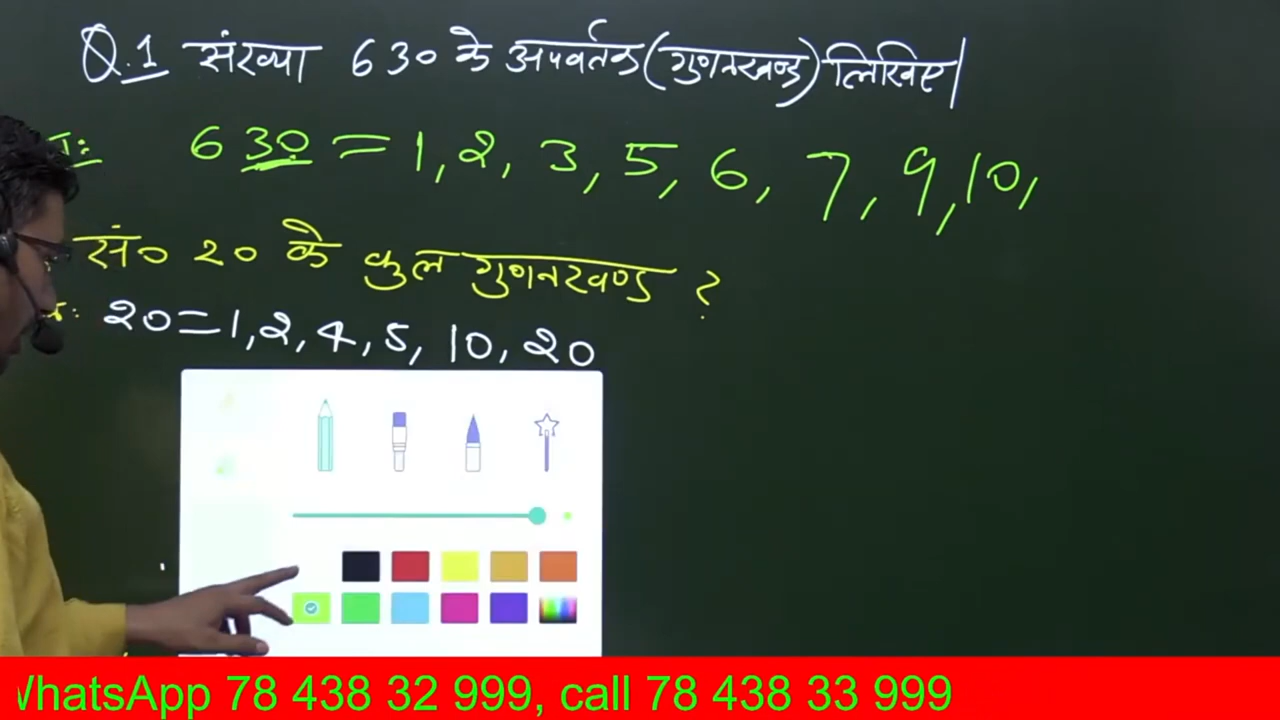 Q.1 संख्या 630 के अपवर्तक (गुणनखण्ड) लिखिए।
630 = 1, 2, 3, 5, 6, 7, 9, 10,
सं० 20 के कुल गुणनखण्ड ?
20 = 1, 2, 4, 5, 10, 20
WhatsApp 78 438 32 999, call 78 438 33 999